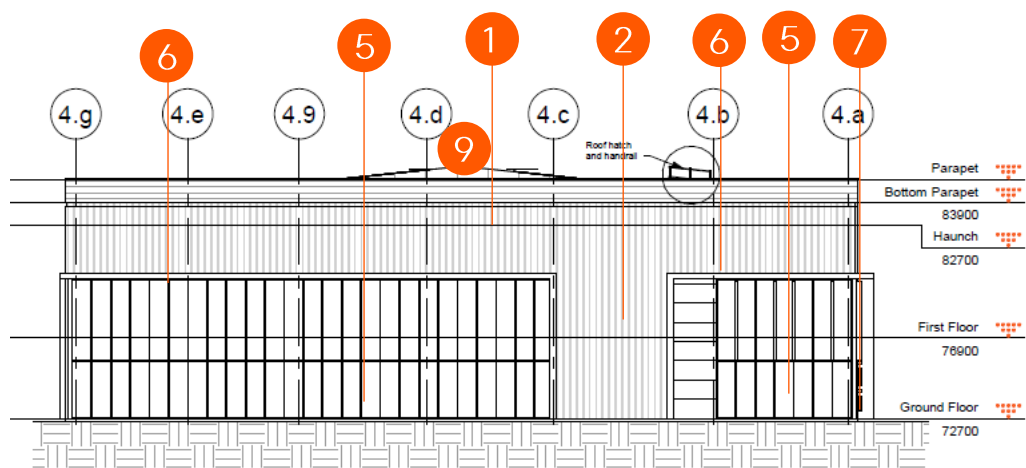 6
5
1
2
6
5
7
4.g
4.e
4.9
4.d
4.c
4.b
4.a
9
Roof hatch
and handrail
Parapet
Bottom Parapet
83900
Haunch
82700
First Floor
76900
Ground Floor
72700